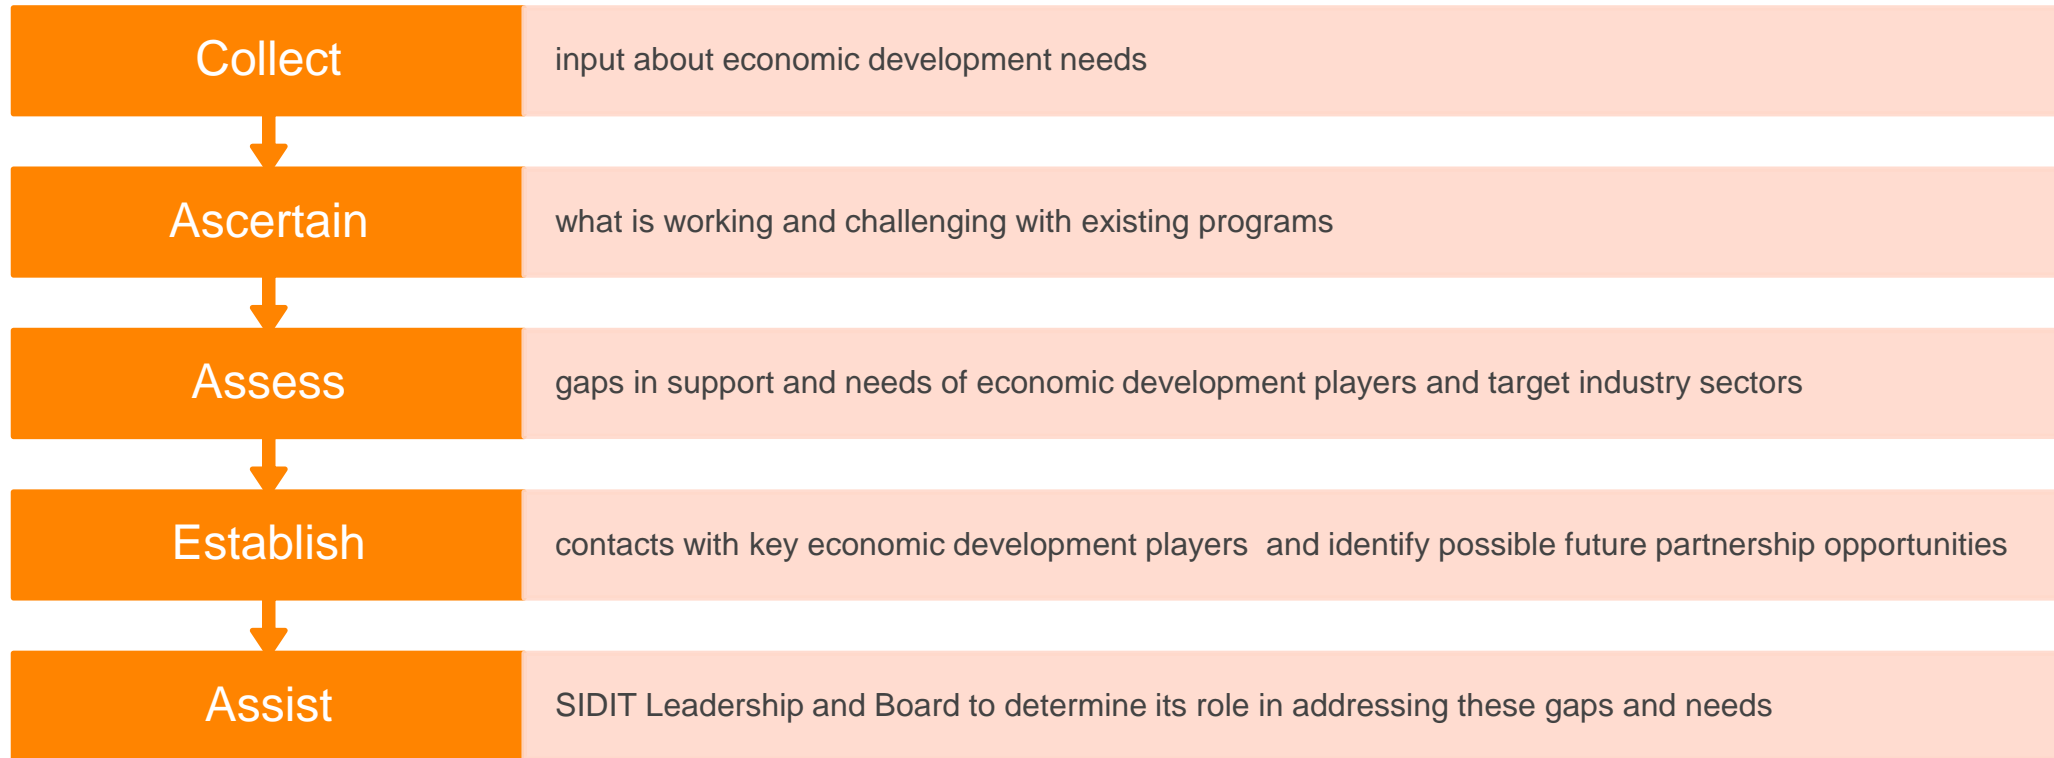 Collect
input about economic development needs
Ascertain
what is working and challenging with existing programs
Assess
gaps in support and needs of economic development players and target industry sectors
Establish
contacts with key economic development players  and identify possible future partnership opportunities
Assist
SIDIT Leadership and Board to determine its role in addressing these gaps and needs